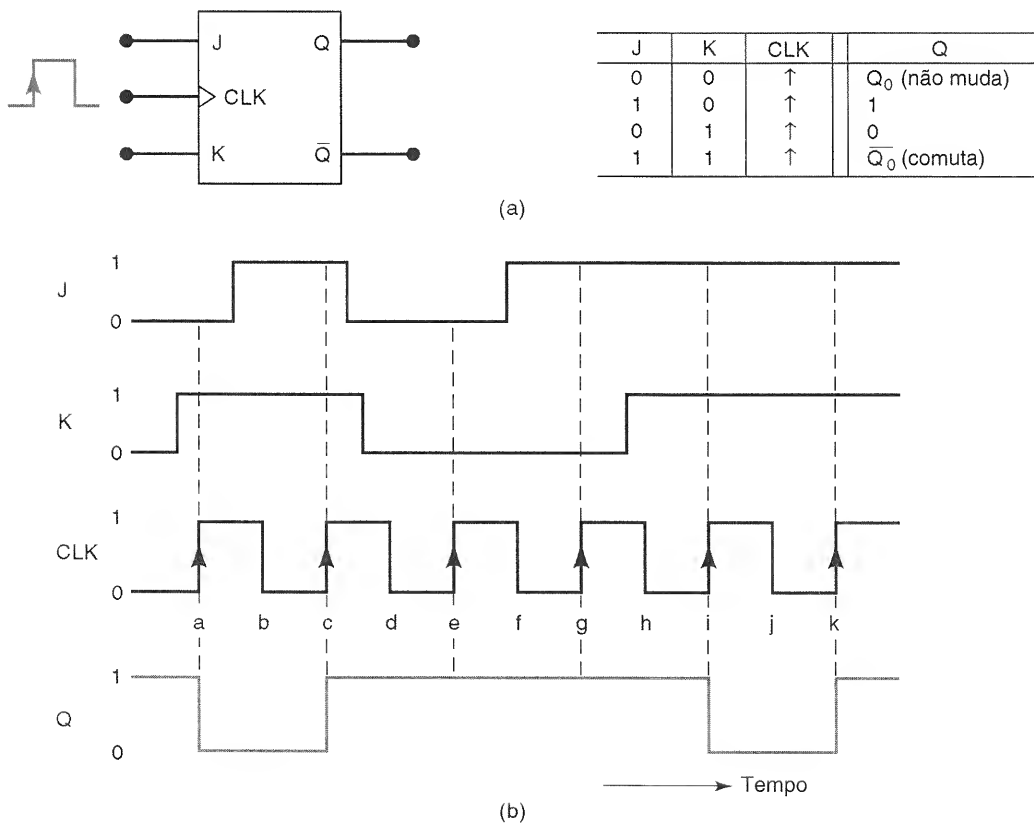 J Q
CLK
K Q̅
J K CLK Q
0 0 ↑ Q₀ (não muda)
1 0 ↑ 1
0 1 ↑ 0
1 1 ↑ Q̅₀ (comuta)
(a)
1
J
0
1
K
0
1
CLK
0
a b c d e f g h i j k
1
Q
0
Tempo
(b)